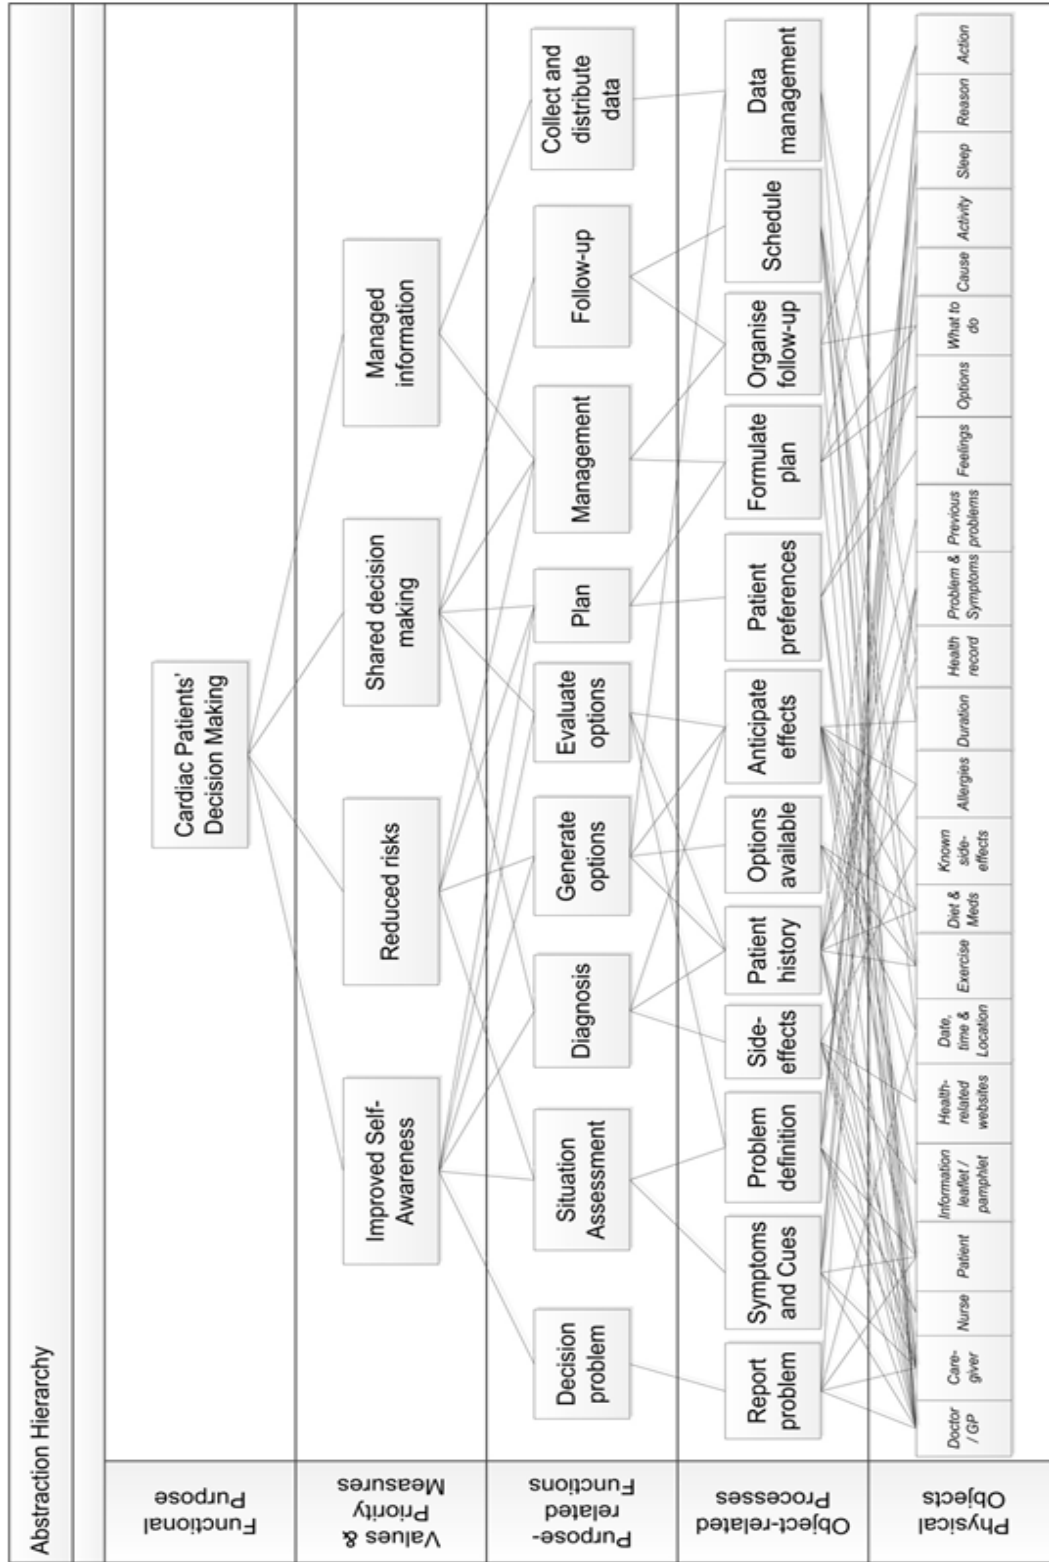 Abstraction Hierarchy
Functional
Purpose
Cardiac Patients'
Decision Making
Values &
Priority
Measures
Improved Self-
Awareness
Reduced risks
Shared decision
making
Managed
information
Purpose-
related
Functions
Decision
problem
Situation
Assessment
Diagnosis
Generate
options
Evaluate
options
Plan
Management
Follow-up
Collect and
distribute
data
Object-related
Processes
Report
problem
Symptoms
and Cues
Problem
definition
Side-
effects
Patient
history
Options
available
Anticipate
effects
Patient
preferences
Formulate
plan
Organise
follow-up
Schedule
Data
management
Physical
Objects
Doctor
/ GP
Care-
giver
Nurse
Patient
Information
leaflet /
pamphlet
Health-
related
websites
Date,
time &
Location
Exercise
Diet &
Meds
Known
side-
effects
Allergies
Duration
Health
record
Problem &
Symptoms
Previous
problems
Feelings
Options
What to
do
Cause
Activity
Sleep
Reason
Action